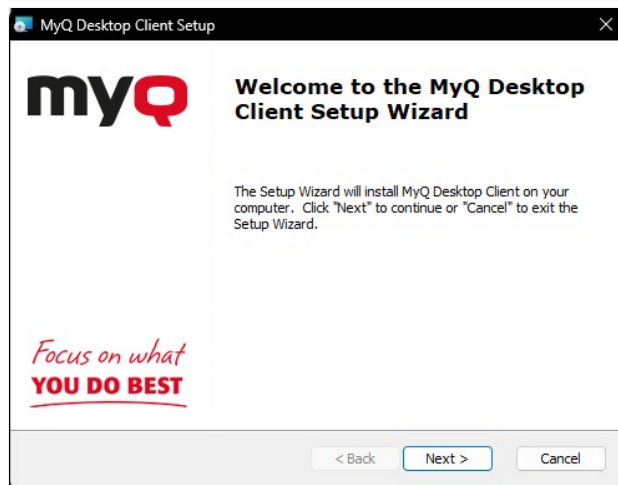 MyQ Desktop Client Setup
myQ
Welcome to the MyQ Desktop
Client Setup Wizard
The Setup Wizard will install MyQ Desktop Client on your
computer. Click "Next" to continue or "Cancel" to exit the
Setup Wizard.
Focus on what
YOU DO BEST
< Back
Next >
Cancel